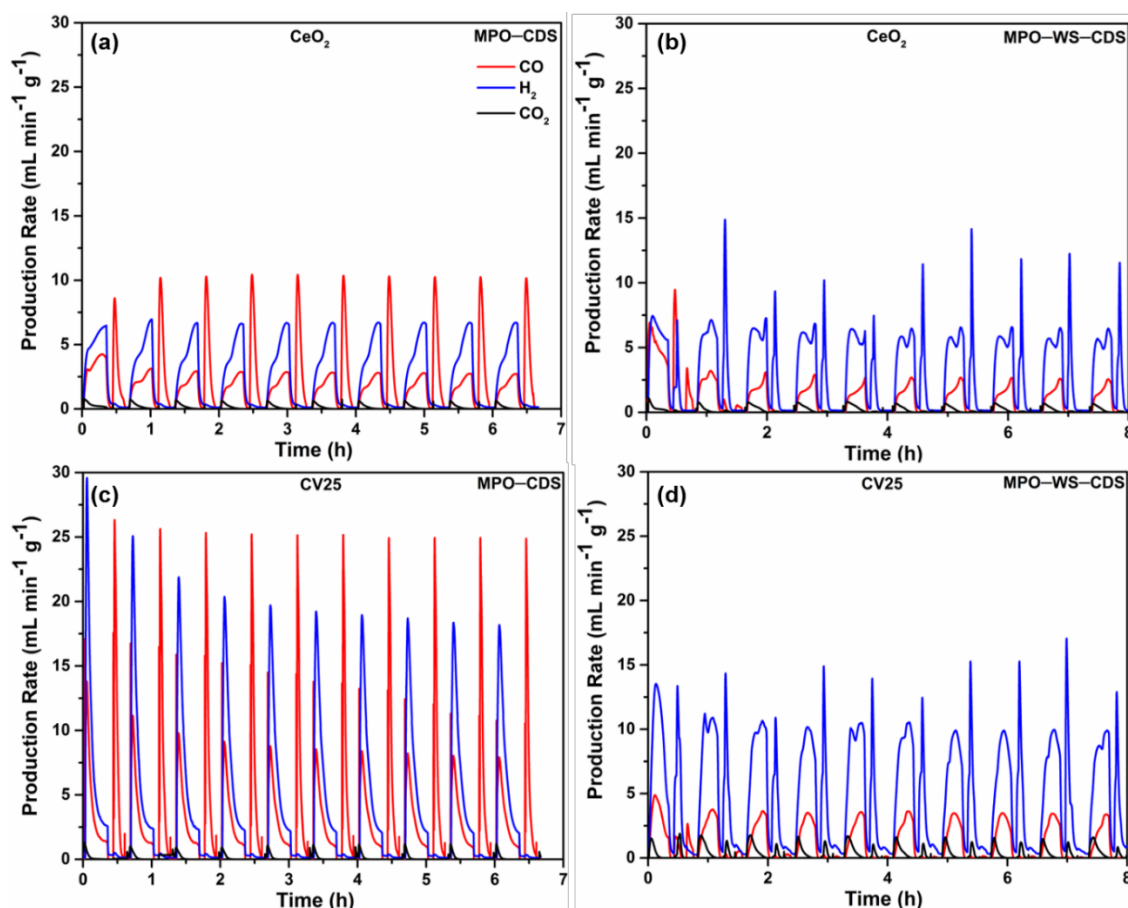 (a) CeO₂ MPO−CDS
CO
H₂
CO₂
Production Rate (mL min⁻¹ g⁻¹)
30
25
20
15
10
5
0
0 1 2 3 4 5 6 7
Time (h)
(b) CeO₂ MPO−WS−CDS
Production Rate (mL min⁻¹ g⁻¹)
30
25
20
15
10
5
0
0 2 4 6 8
Time (h)
(c) CV25 MPO−CDS
Production Rate (mL min⁻¹ g⁻¹)
30
25
20
15
10
5
0
0 1 2 3 4 5 6 7
Time (h)
(d) CV25 MPO−WS−CDS
Production Rate (mL min⁻¹ g⁻¹)
30
25
20
15
10
5
0
0 2 4 6 8
Time (h)